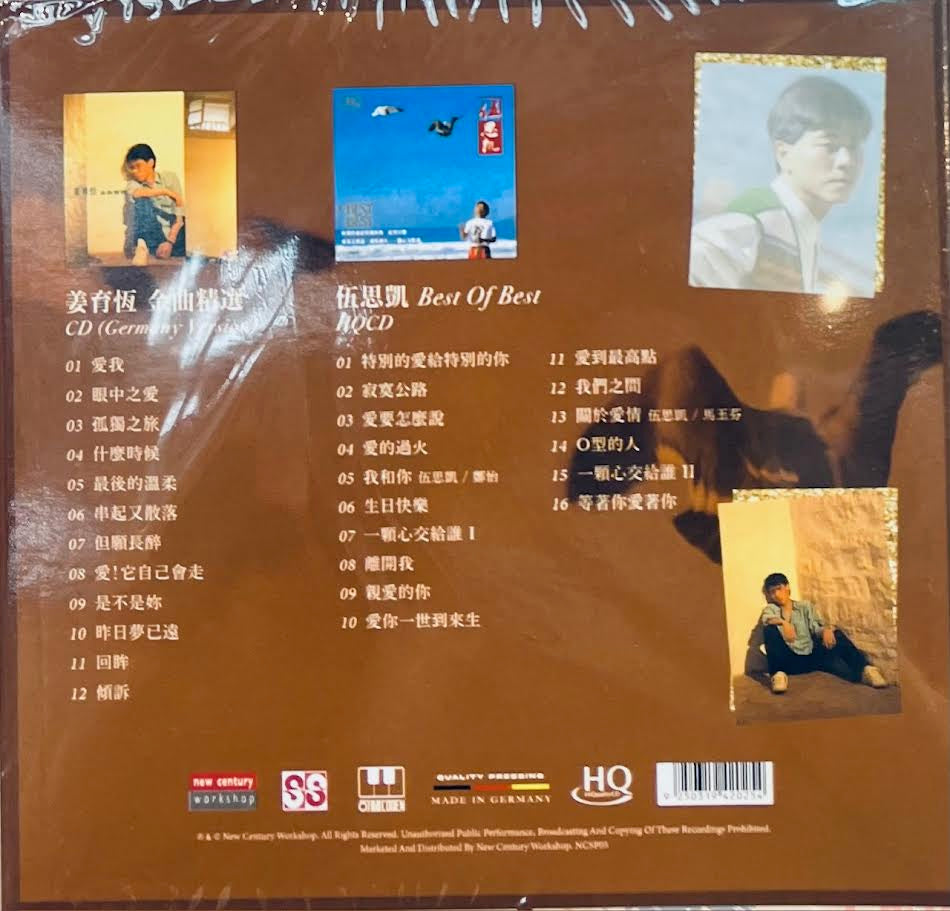 姜育恆 金曲精選
CD (Germany Version)
01 愛我
02 眼中之愛
03 孤獨之旅
04 什麼時候
05 最後的溫柔
06 串起又散落
07 但願長醉
08 愛!它自己會走
09 是不是妳
10 昨日夢已遠
11 回眸
12 傾訴
伍思凱
伍思凱 Best Of Best
HQCD
01 特別的愛給特別的你
02 寂寞公路
03 愛要怎麼說
04 愛的過火
05 我和你 伍思凱 / 鄭怡
06 生日快樂
07 一顆心交給誰 I
08 離開我
09 親愛的你
10 愛你一世到來生
11 愛到最高點
12 我們之間
13 關於愛情 伍思凱 / 馬玉芬
14 O型的人
15 一顆心交給誰 II
16 等著你愛著你
new century
workshop
SS
QUALITY PRESSING
MADE IN GERMANY
HQ
9 250319 420254
℗ & © New Century Workshop. All Rights Reserved. Unauthorized Public Performance, Broadcasting And Copying Of These Recordings Prohibited.
Marketed And Distributed By New Century Workshop. NCSP05